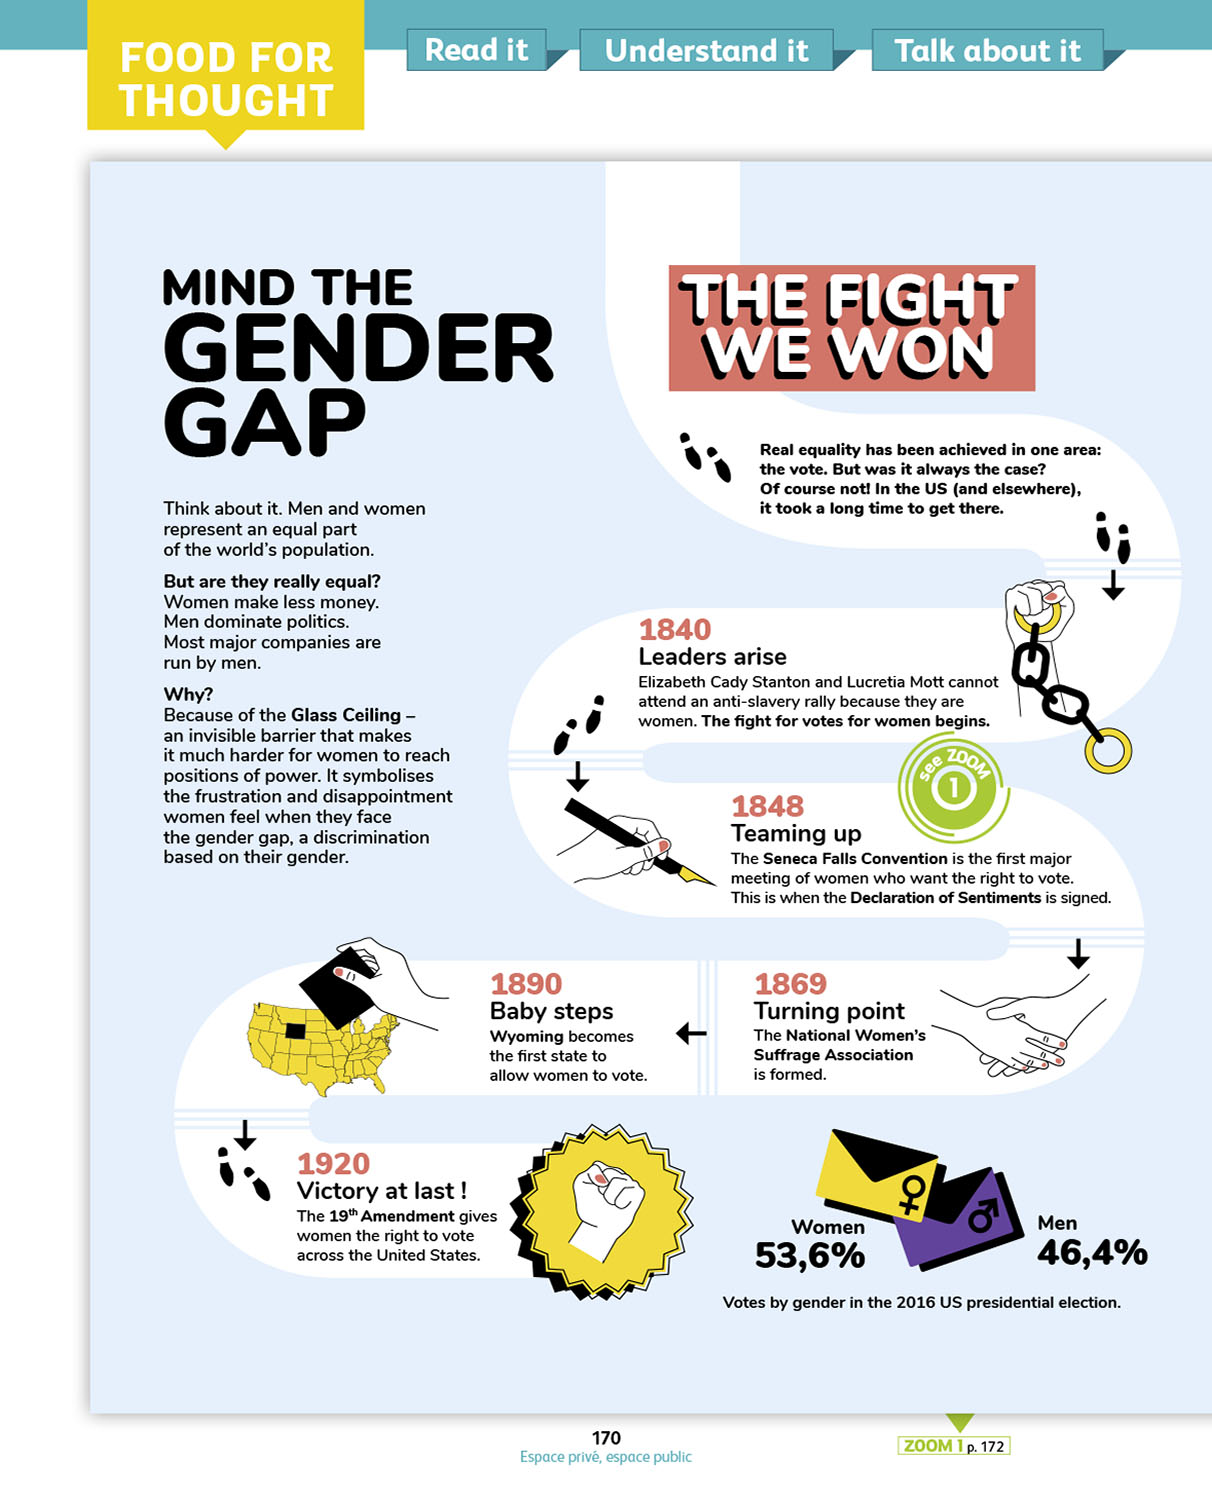 FOOD FOR
THOUGHT
Read it
Understand it
Talk about it
MIND THE
GENDER
GAP
Think about it. Men and women
represent an equal part
of the world's population.
But are they really equal?
Women make less money.
Men dominate politics.
Most major companies are
run by men.
Why?
Because of the Glass Ceiling –
an invisible barrier that makes
it much harder for women to reach
positions of power. It symbolises
the frustration and disappointment
women feel when they face
the gender gap, a discrimination
based on their gender.
THE FIGHT
WE WON
Real equality has been achieved in one area:
the vote. But was it always the case?
Of course not! In the US (and elsewhere),
it took a long time to get there.
1840
Leaders arise
Elizabeth Cady Stanton and Lucretia Mott cannot
attend an anti-slavery rally because they are
women. The fight for votes for women begins.
see ZOOM
1
1848
Teaming up
The Seneca Falls Convention is the first major
meeting of women who want the right to vote.
This is when the Declaration of Sentiments is signed.
1869
Turning point
The National Women's
Suffrage Association
is formed.
1890
Baby steps
Wyoming becomes
the first state to
allow women to vote.
1920
Victory at last !
The 19th Amendment gives
women the right to vote
across the United States.
Women
53,6%
Men
46,4%
Votes by gender in the 2016 US presidential election.
170
Espace privé, espace public
ZOOM 1 p. 172